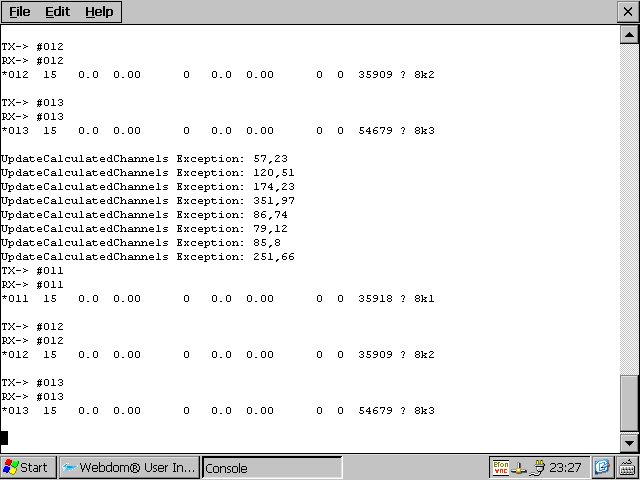 File Edit Help
TX-> #012
RX-> #012
*012 15 0.0 0.00 0 0.0 0.00 0 0 35909 ? 8k2
TX-> #013
RX-> #013
*013 15 0.0 0.00 0 0.0 0.00 0 0 54679 ? 8k3
UpdateCalculatedChannels Exception: 57,23
UpdateCalculatedChannels Exception: 120,51
UpdateCalculatedChannels Exception: 174,23
UpdateCalculatedChannels Exception: 351,97
UpdateCalculatedChannels Exception: 86,74
UpdateCalculatedChannels Exception: 79,12
UpdateCalculatedChannels Exception: 85,8
UpdateCalculatedChannels Exception: 251,66
TX-> #011
RX-> #011
*011 15 0.0 0.00 0 0.0 0.00 0 0 35918 ? 8k1
TX-> #012
RX-> #012
*012 15 0.0 0.00 0 0.0 0.00 0 0 35909 ? 8k2
TX-> #013
RX-> #013
*013 15 0.0 0.00 0 0.0 0.00 0 0 54679 ? 8k3
Start Webdom® User In... Console Efon VNC 23:27